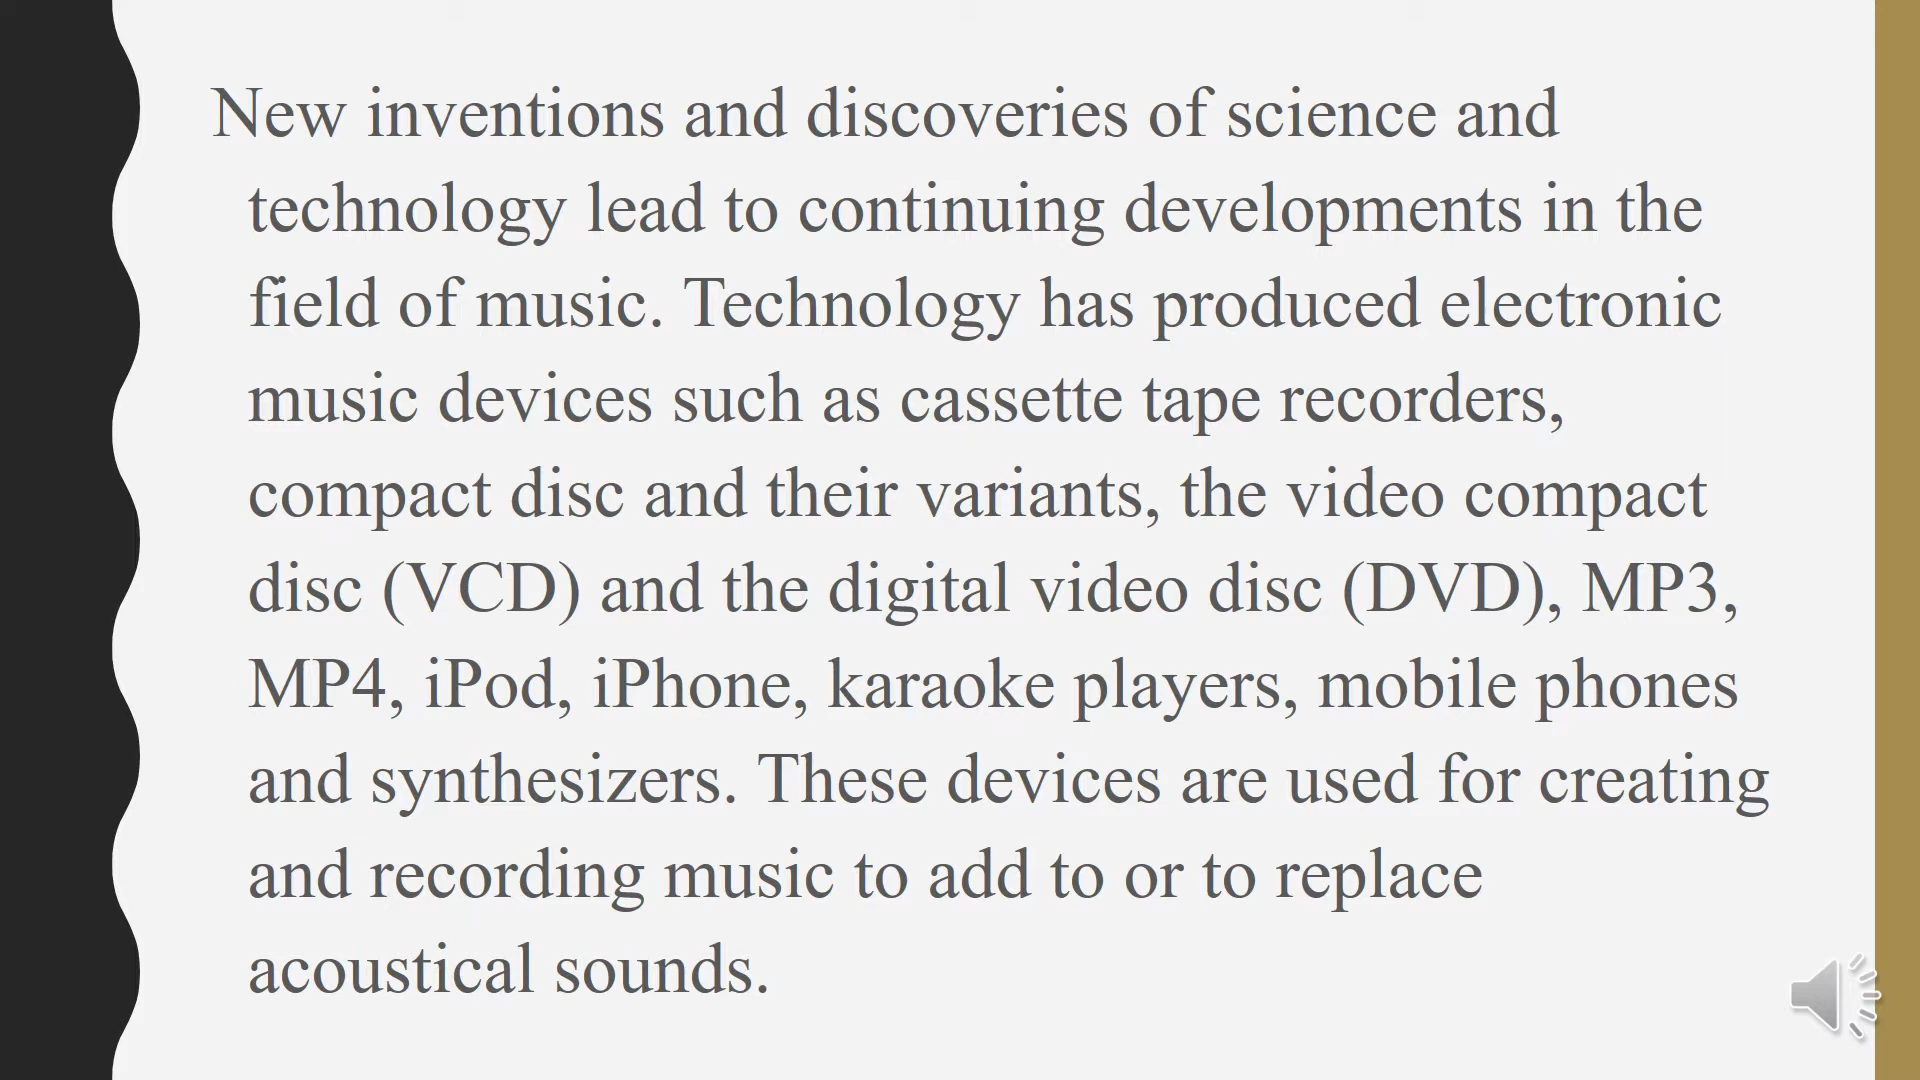 New inventions and discoveries of science and
technology lead to continuing developments in the
field of music. Technology has produced electronic
music devices such as cassette tape recorders,
compact disc and their variants, the video compact
disc (VCD) and the digital video disc (DVD), MP3,
MP4, iPod, iPhone, karaoke players, mobile phones
and synthesizers. These devices are used for creating
and recording music to add to or to replace
acoustical sounds.